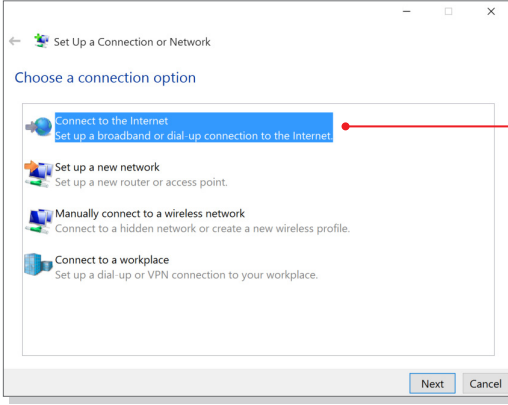 Set Up a Connection or Network
Choose a connection option
Connect to the Internet
Set up a broadband or dial-up connection to the Internet.
Set up a new network
Set up a new router or access point.
Manually connect to a wireless network
Connect to a hidden network or create a new wireless profile.
Connect to a workplace
Set up a dial-up or VPN connection to your workplace.
Next Cancel